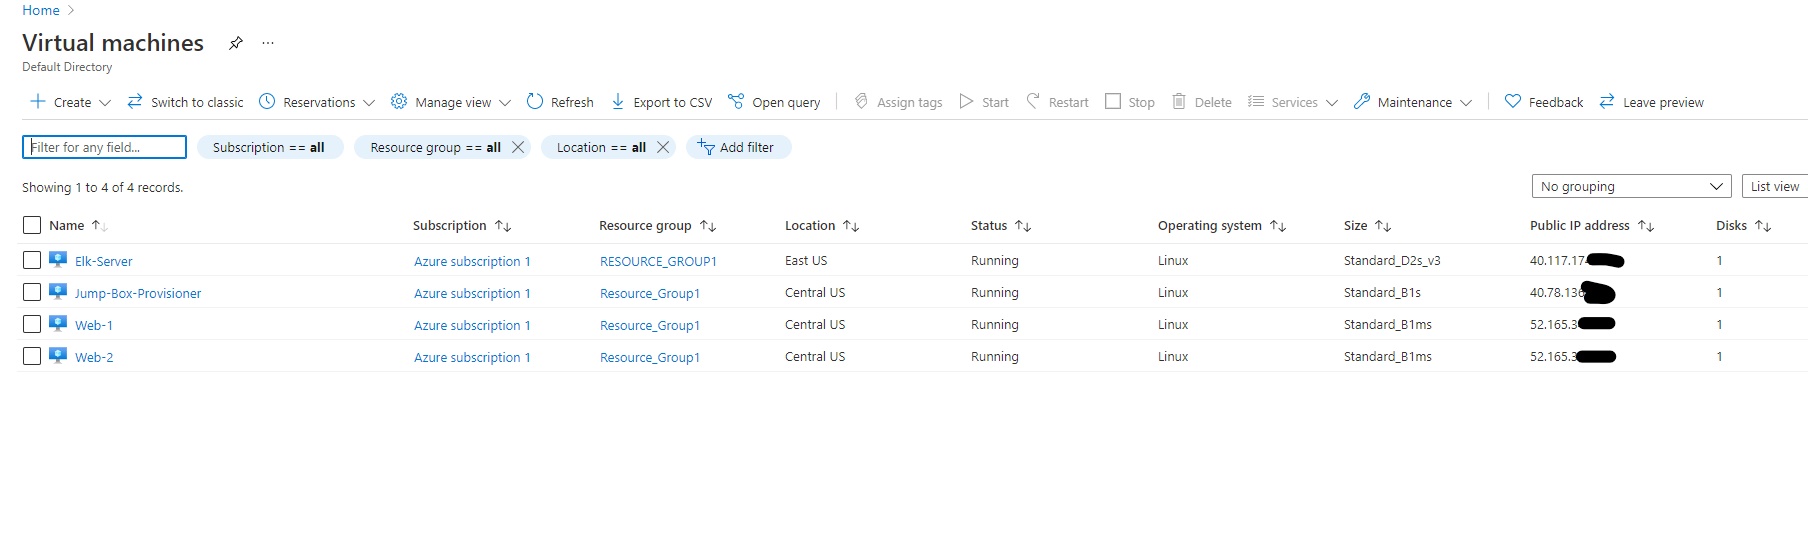 Home >
Virtual machines ...
Default Directory
+ Create Switch to classic Reservations Manage view Refresh Export to CSV Open query Assign tags Start Restart Stop Delete Services Maintenance Feedback Leave preview
Filter for any field... Subscription == all Resource group == all Location == all Add filter
Showing 1 to 4 of 4 records. No grouping List view
Name Subscription Resource group Location Status Operating system Size Public IP address Disks
Elk-Server Azure subscription 1 RESOURCE_GROUP1 East US Running Linux Standard_D2s_v3 40.117.17 1
Jump-Box-Provisioner Azure subscription 1 Resource_Group1 Central US Running Linux Standard_B1s 40.78.136 1
Web-1 Azure subscription 1 Resource_Group1 Central US Running Linux Standard_B1ms 52.165.3 1
Web-2 Azure subscription 1 Resource_Group1 Central US Running Linux Standard_B1ms 52.165.3 1